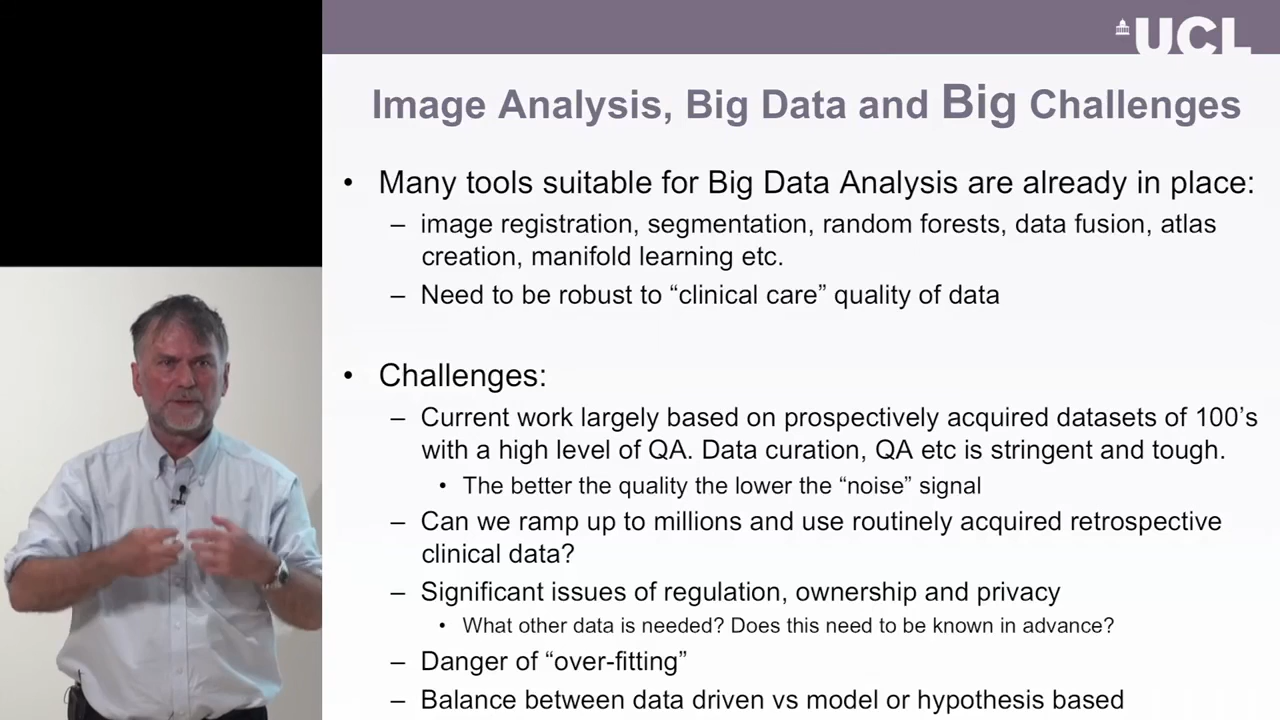 UCL
Image Analysis, Big Data and Big Challenges
• Many tools suitable for Big Data Analysis are already in place:
– image registration, segmentation, random forests, data fusion, atlas
creation, manifold learning etc.
– Need to be robust to “clinical care” quality of data
• Challenges:
– Current work largely based on prospectively acquired datasets of 100’s
with a high level of QA. Data curation, QA etc is stringent and tough.
• The better the quality the lower the “noise” signal
– Can we ramp up to millions and use routinely acquired retrospective
clinical data?
– Significant issues of regulation, ownership and privacy
• What other data is needed? Does this need to be known in advance?
– Danger of “over-fitting”
– Balance between data driven vs model or hypothesis based